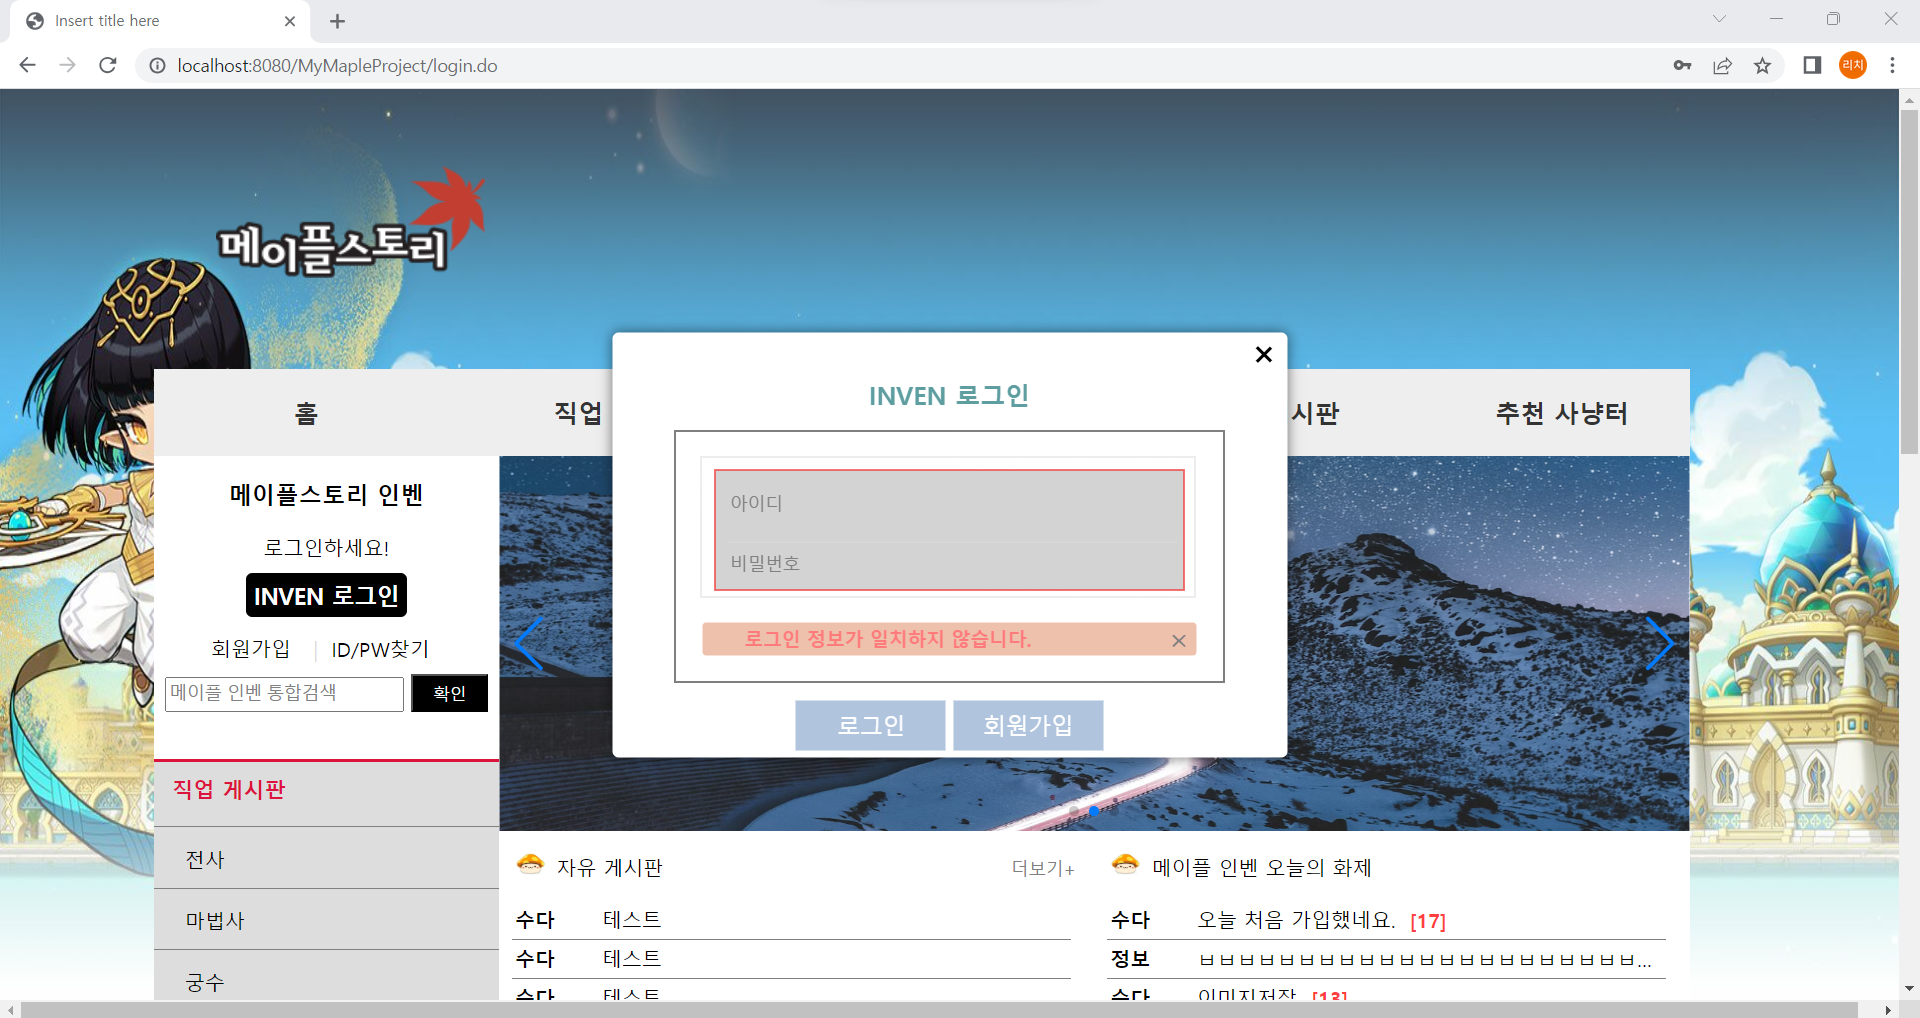 Insert title here
localhost:8080/MyMapleProject/login.do
리치
메이플스토리
홈
직업
시판
추천 사냥터
INVEN 로그인
아이디
비밀번호
로그인 정보가 일치하지 않습니다.
로그인
회원가입
메이플스토리 인벤
로그인하세요!
INVEN 로그인
회원가입
ID/PW찾기
메이플 인벤 통합검색
확인
직업 게시판
전사
마법사
궁수
자유 게시판
더보기+
수다 테스트
수다 테스트
수다 테스트
메이플 인벤 오늘의 화제
수다 오늘 처음 가입했네요. [17]
정보 ㅂㅂㅂㅂㅂㅂㅂㅂㅂㅂㅂㅂㅂㅂㅂㅂㅂㅂㅂㅂㅂㅂ...
수다 이미지저장 [13]